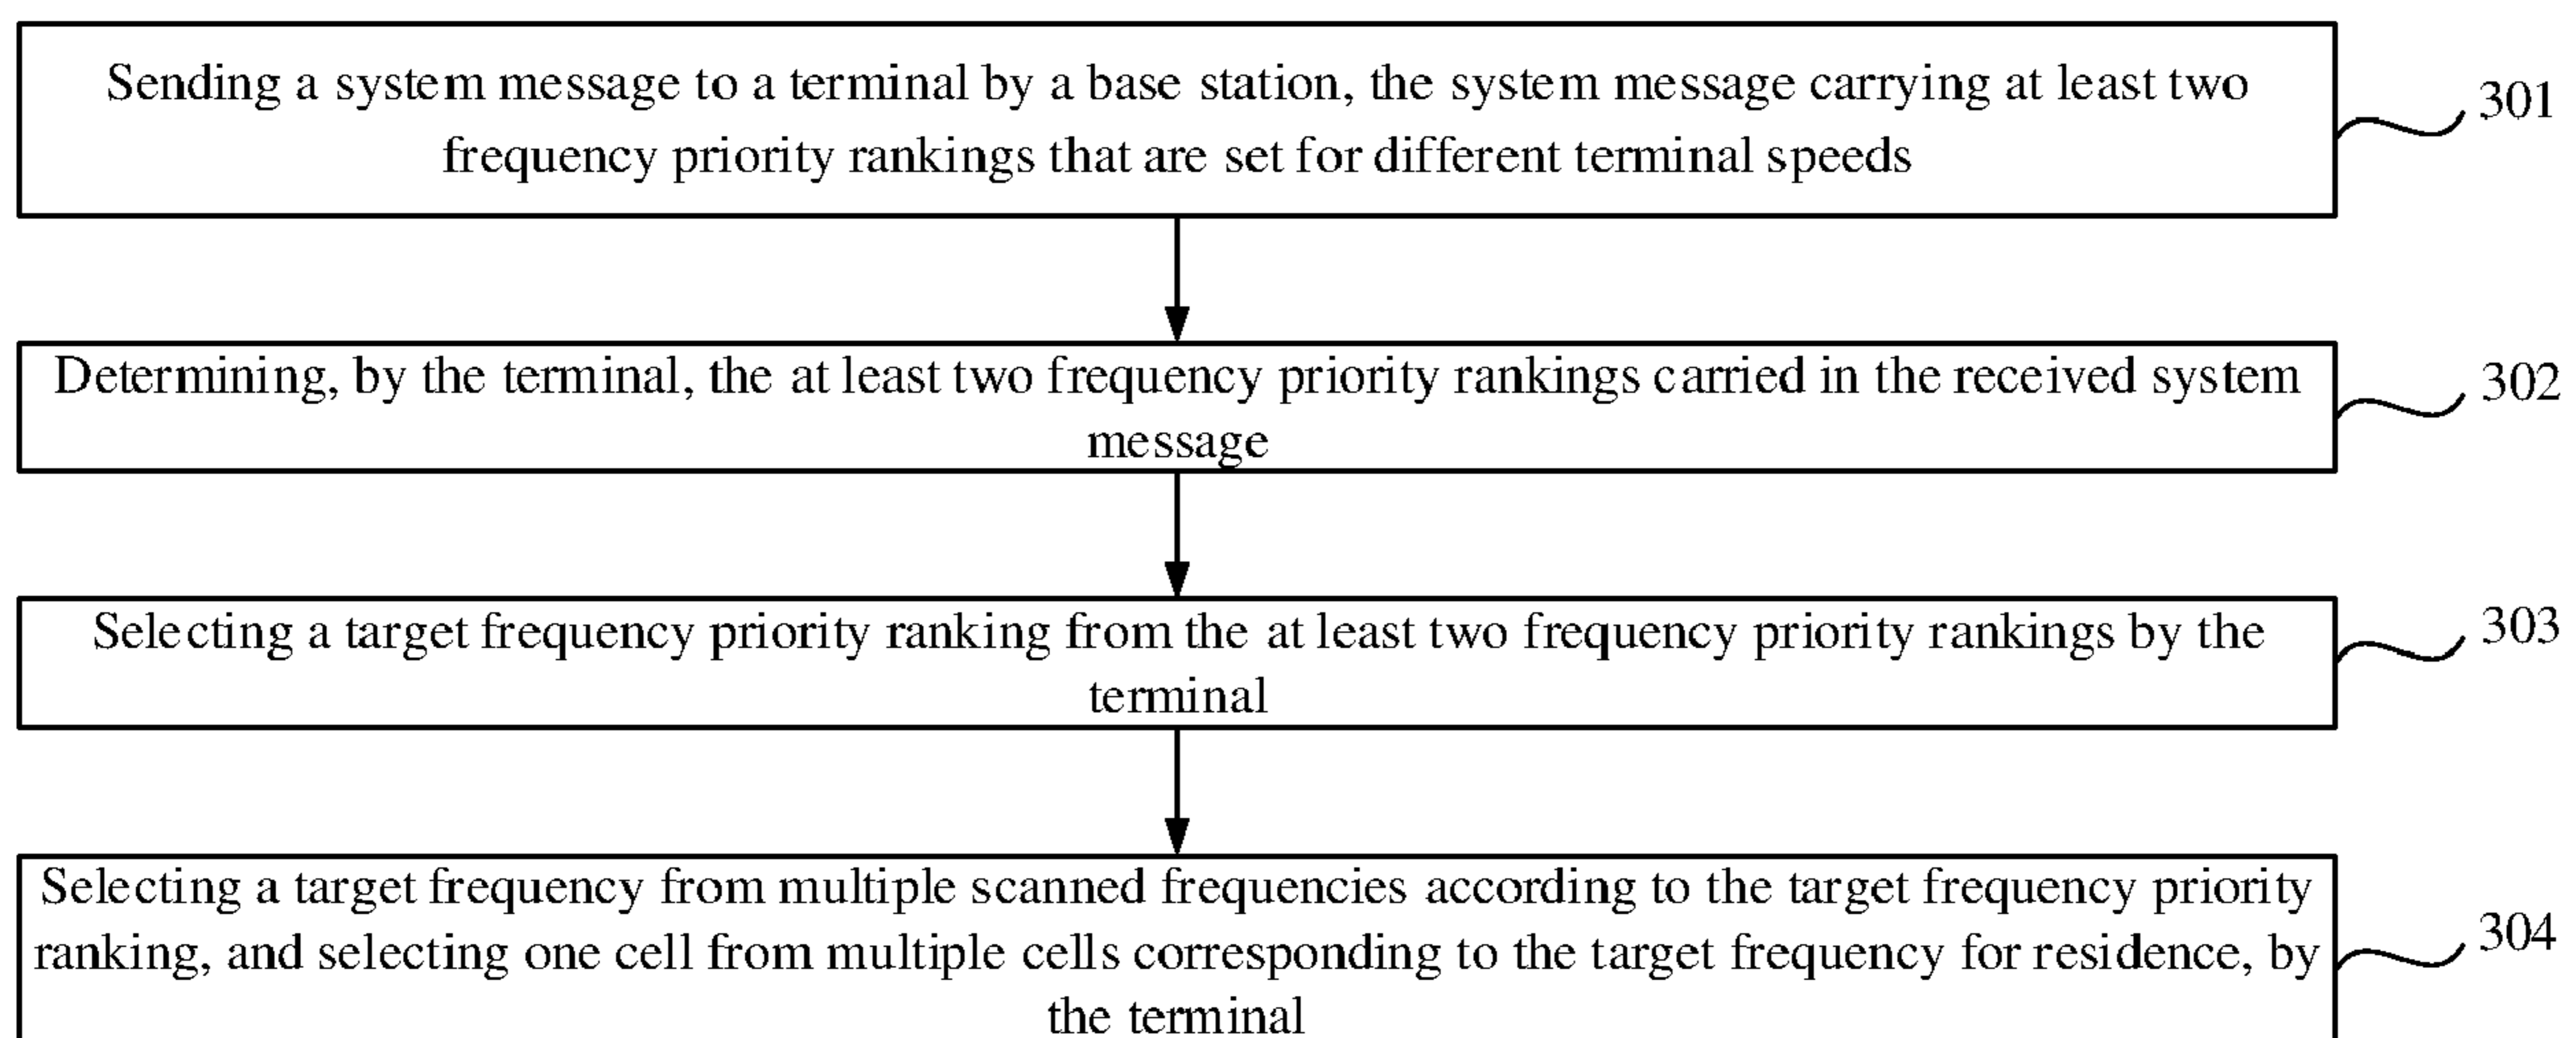 Sending a system message to a terminal by a base station, the system message carrying at least two
frequency priority rankings that are set for different terminal speeds
301
Determining, by the terminal, the at least two frequency priority rankings carried in the received system
message
302
Selecting a target frequency priority ranking from the at least two frequency priority rankings by the
terminal
303
Selecting a target frequency from multiple scanned frequencies according to the target frequency priority
ranking, and selecting one cell from multiple cells corresponding to the target frequency for residence, by
the terminal
304